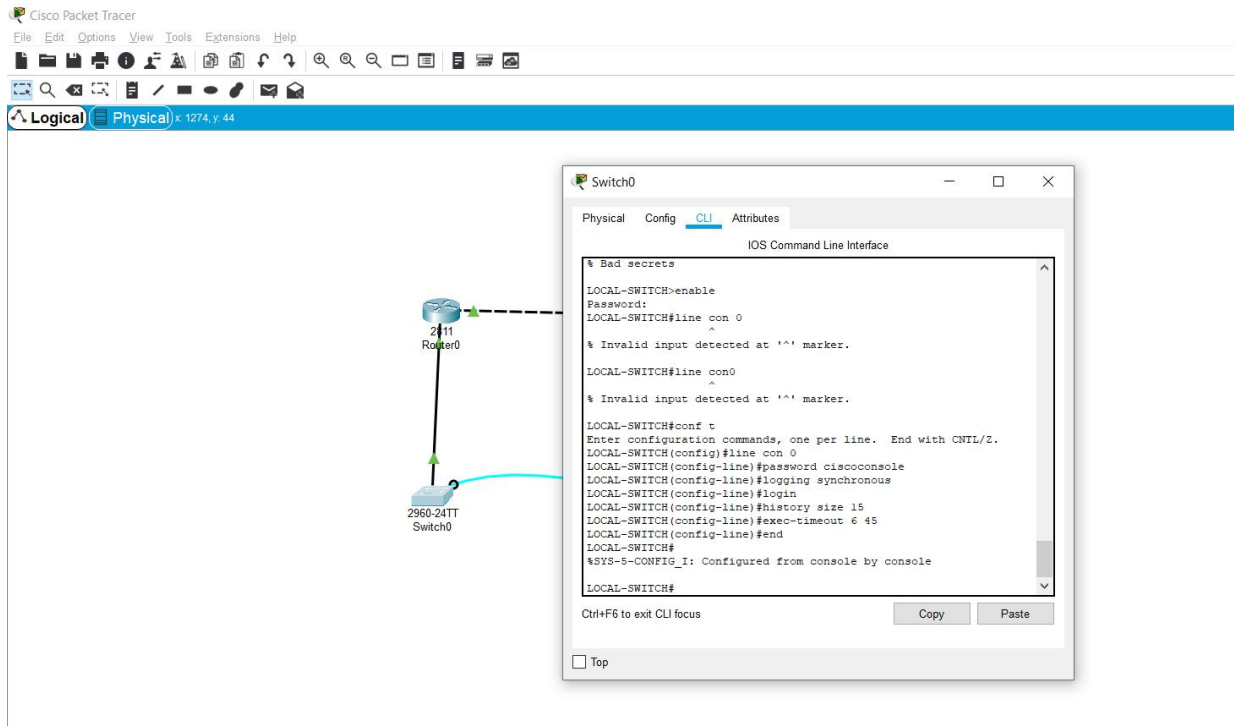 Cisco Packet Tracer
File Edit Options View Tools Extensions Help
Logical Physical x: 1274, y: 44
Switch0
Physical Config CLI Attributes
IOS Command Line Interface
% Bad secrets
LOCAL-SWITCH>enable
Password:
LOCAL-SWITCH#line con 0
^
% Invalid input detected at '^' marker.
LOCAL-SWITCH#line con0
^
% Invalid input detected at '^' marker.
LOCAL-SWITCH#conf t
Enter configuration commands, one per line. End with CNTL/Z.
LOCAL-SWITCH(config)#line con 0
LOCAL-SWITCH(config-line)#password ciscoconsole
LOCAL-SWITCH(config-line)#logging synchronous
LOCAL-SWITCH(config-line)#login
LOCAL-SWITCH(config-line)#history size 15
LOCAL-SWITCH(config-line)#exec-timeout 6 45
LOCAL-SWITCH(config-line)#end
LOCAL-SWITCH#
%SYS-5-CONFIG_I: Configured from console by console
LOCAL-SWITCH#
Ctrl+F6 to exit CLI focus
Copy Paste
Top
2811
Router0
2960-24TT
Switch0